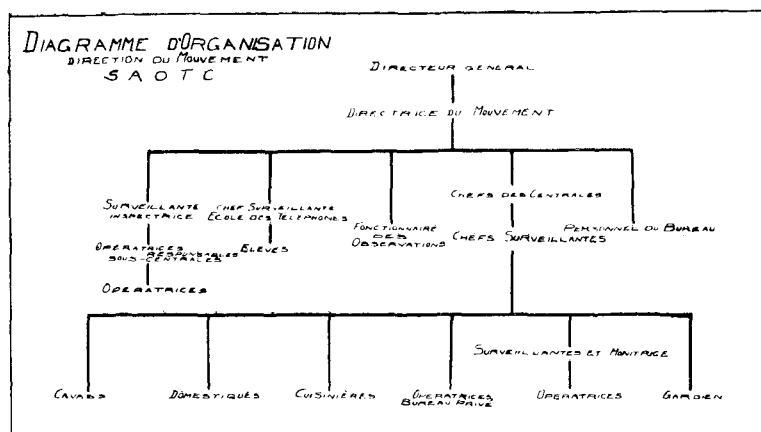 DIAGRAMME D'ORGANISATION
DIRECTION DU MOUVEMENT
S A O T C
DIRECTEUR GENERAL
DIRECTRICE DU MOUVEMENT
SURVEILLANTE
INSPECTRICE
CHEF SURVEILLANTE
ECOLE DES TELEPHONES
FONCTIONNAIRE
DES
OBSERVATIONS
CHEFS DES CENTRALES
CHEFS SURVEILLANTES
PERSONNEL DU BUREAU
OPERATRICES
RESPONSABLES
SOUS-CENTRALES
ELEVES
OPERATRICES
SURVEILLANTES ET MONITRICE
CAVASS
DOMESTIQUES
CUISINIÈRES
OPERATRICES
BUREAU PRIVE
OPERATRICES
GARDIEN